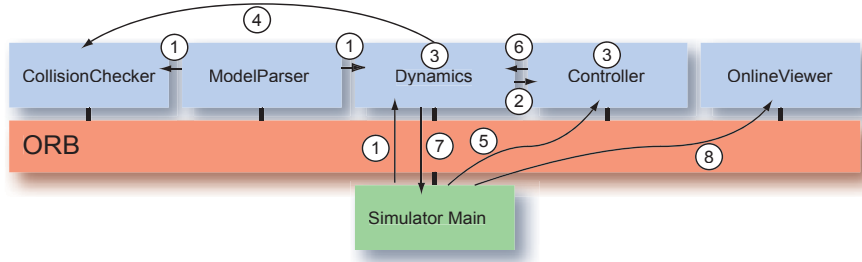 4
1
1
3
6
3
CollisionChecker
ModelParser
Dynamics
Controller
OnlineViewer
2
ORB
1
7
5
8
Simulator Main